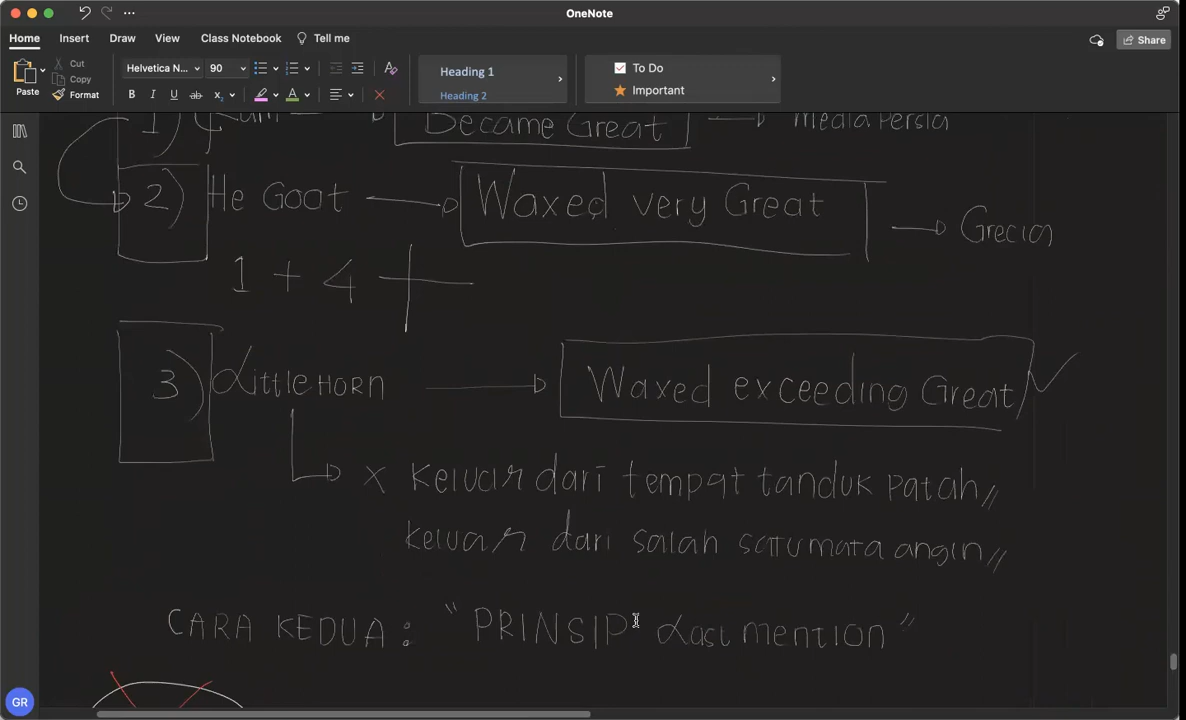 OneNote
Home Insert Draw View Class Notebook Tell me Share
Paste Cut Copy Format
Helvetica N... 90
B I U ab x A
Heading 1
Heading 2
To Do
Important
1) Ram Became Great Media Persia
2) He Goat Waxed very Great Grecia
1 + 4 +
3) Little HORN Waxed exceeding Great
x Keluar dari tempat tanduk patah
Keluar dari salah satu mata angin
CARA KEDUA : "PRINSIP Last mention"
GR